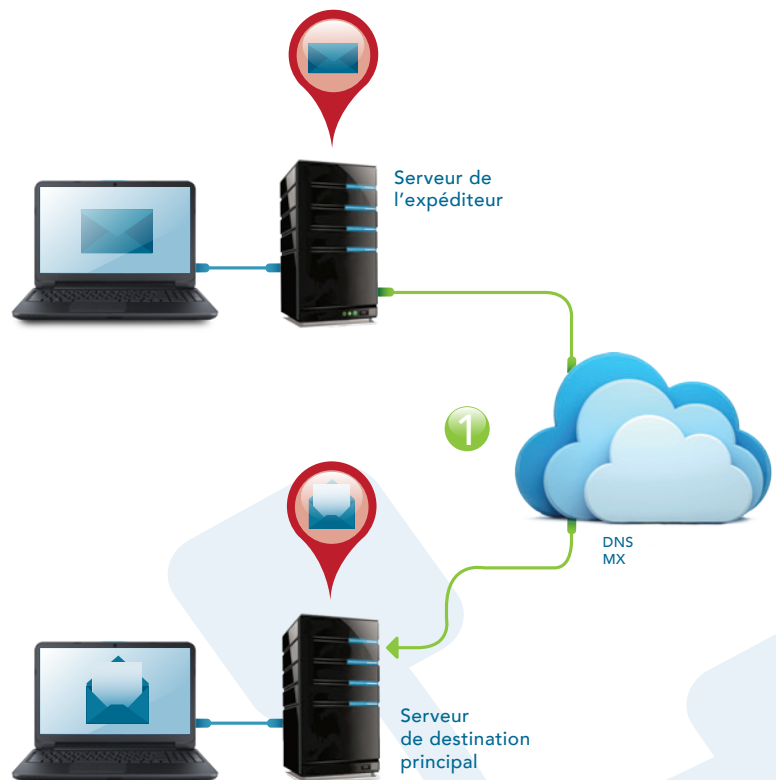 Serveur de
l'expéditeur
1
DNS
MX
Serveur
de destination
principal